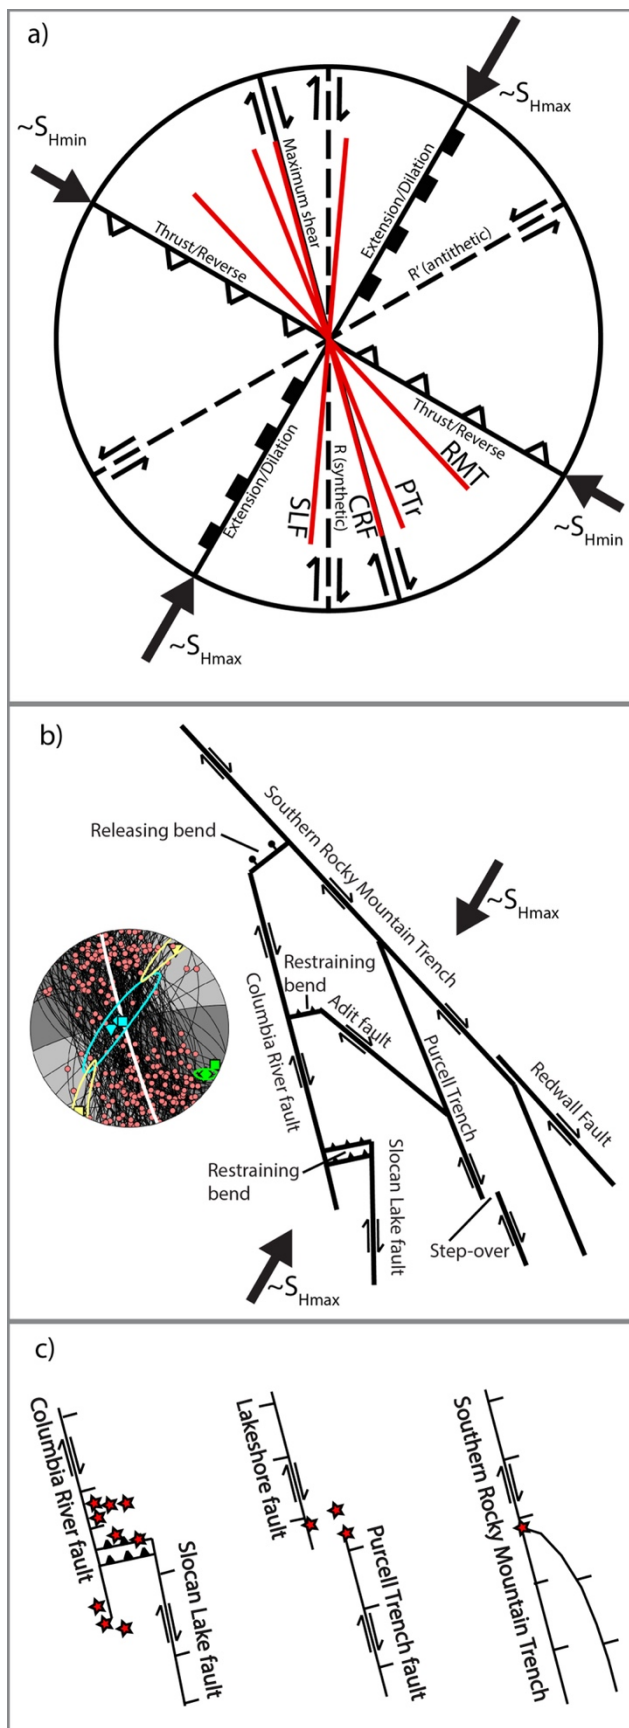 a)
~SHmax
~SHmin
Maximum shear
Extension/Dilation
Thrust/Reverse
R' (antithetic)
Thrust/Reverse
Extension/Dilation
R (synthetic)
SLF
CRF
PTr
RMT
~SHmin
~SHmax
b)
Releasing bend
Southern Rocky Mountain Trench
~SHmax
Restraining
bend
Adit fault
Columbia River fault
Purcell Trench
Redwall Fault
Restraining
bend
Slocan Lake fault
Step-over
~SHmax
c)
Columbia
River fault
Slocan Lake fault
Lakeshore fault
Purcell Trench fault
Southern Rocky
Mountain Trench